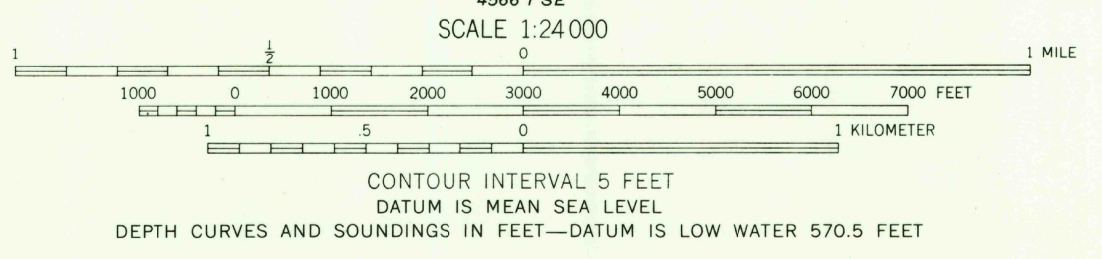 SCALE 1:24 000
1 ½ 0 1 MILE
1000 0 1000 2000 3000 4000 5000 6000 7000 FEET
1 .5 0 1 KILOMETER
CONTOUR INTERVAL 5 FEET
DATUM IS MEAN SEA LEVEL
DEPTH CURVES AND SOUNDINGS IN FEET—DATUM IS LOW WATER 570.5 FEET